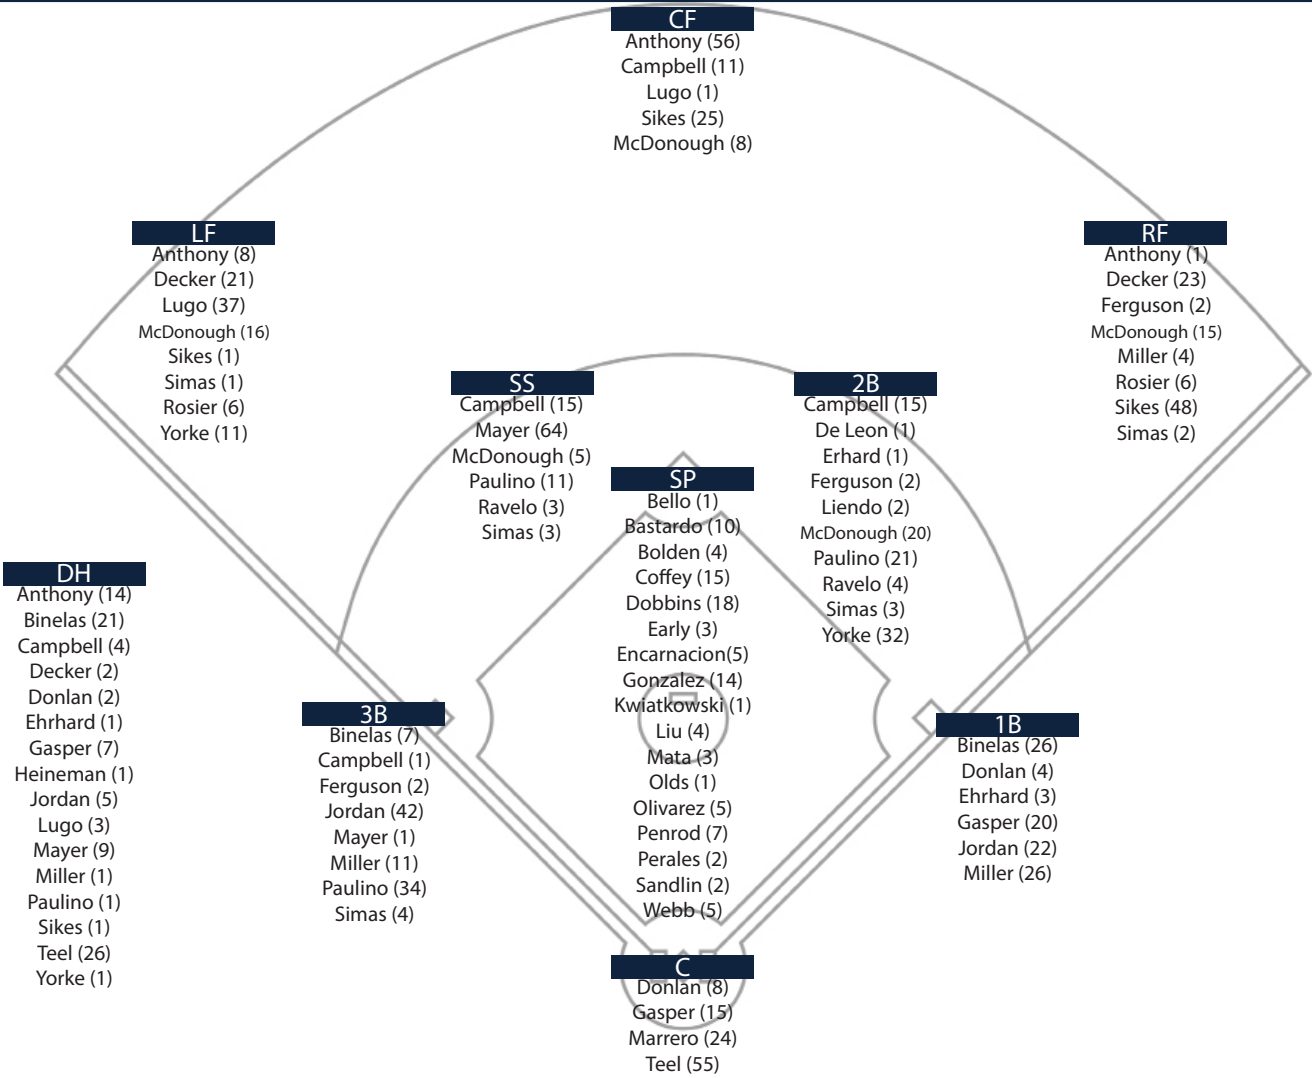 CF
Anthony (56)
Campbell (11)
Lugo (1)
Sikes (25)
McDonough (8)
LF
Anthony (8)
Decker (21)
Lugo (37)
McDonough (16)
Sikes (1)
Simas (1)
Rosier (6)
Yorke (11)
RF
Anthony (1)
Decker (23)
Ferguson (2)
McDonough (15)
Miller (4)
Rosier (6)
Sikes (48)
Simas (2)
SS
Campbell (15)
Mayer (64)
McDonough (5)
Paulino (11)
Ravelo (3)
Simas (3)
2B
Campbell (15)
De Leon (1)
Erhard (1)
Ferguson (2)
Liendo (2)
McDonough (20)
Paulino (21)
Ravelo (4)
Simas (3)
Yorke (32)
SP
Bello (1)
Bastardo (10)
Bolden (4)
Coffey (15)
Dobbins (18)
Early (3)
Encarnacion(5)
Gonzalez (14)
Kwiatkowski (1)
Liu (4)
Mata (3)
Olds (1)
Olivarez (5)
Penrod (7)
Perales (2)
Sandlin (2)
Webb (5)
DH
Anthony (14)
Binelas (21)
Campbell (4)
Decker (2)
Donlan (2)
Ehrhard (1)
Gasper (7)
Heineman (1)
Jordan (5)
Lugo (3)
Mayer (9)
Miller (1)
Paulino (1)
Sikes (1)
Teel (26)
Yorke (1)
3B
Binelas (7)
Campbell (1)
Ferguson (2)
Jordan (42)
Mayer (1)
Miller (11)
Paulino (34)
Simas (4)
1B
Binelas (26)
Donlan (4)
Ehrhard (3)
Gasper (20)
Jordan (22)
Miller (26)
C
Donlan (8)
Gasper (15)
Marrero (24)
Teel (55)